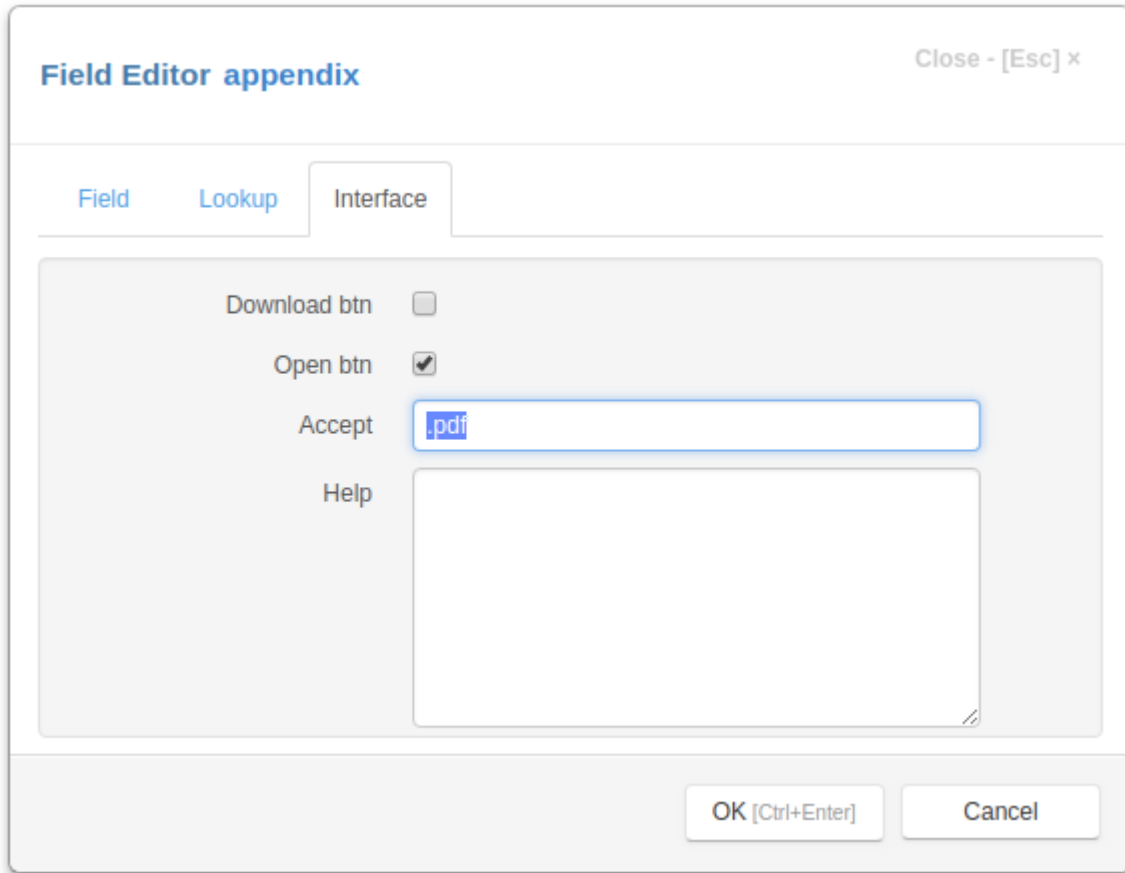 Field Editor appendix
Close - [Esc] ×
Field Lookup Interface
Download btn
Open btn
Accept .pdf
Help
OK [Ctrl+Enter] Cancel